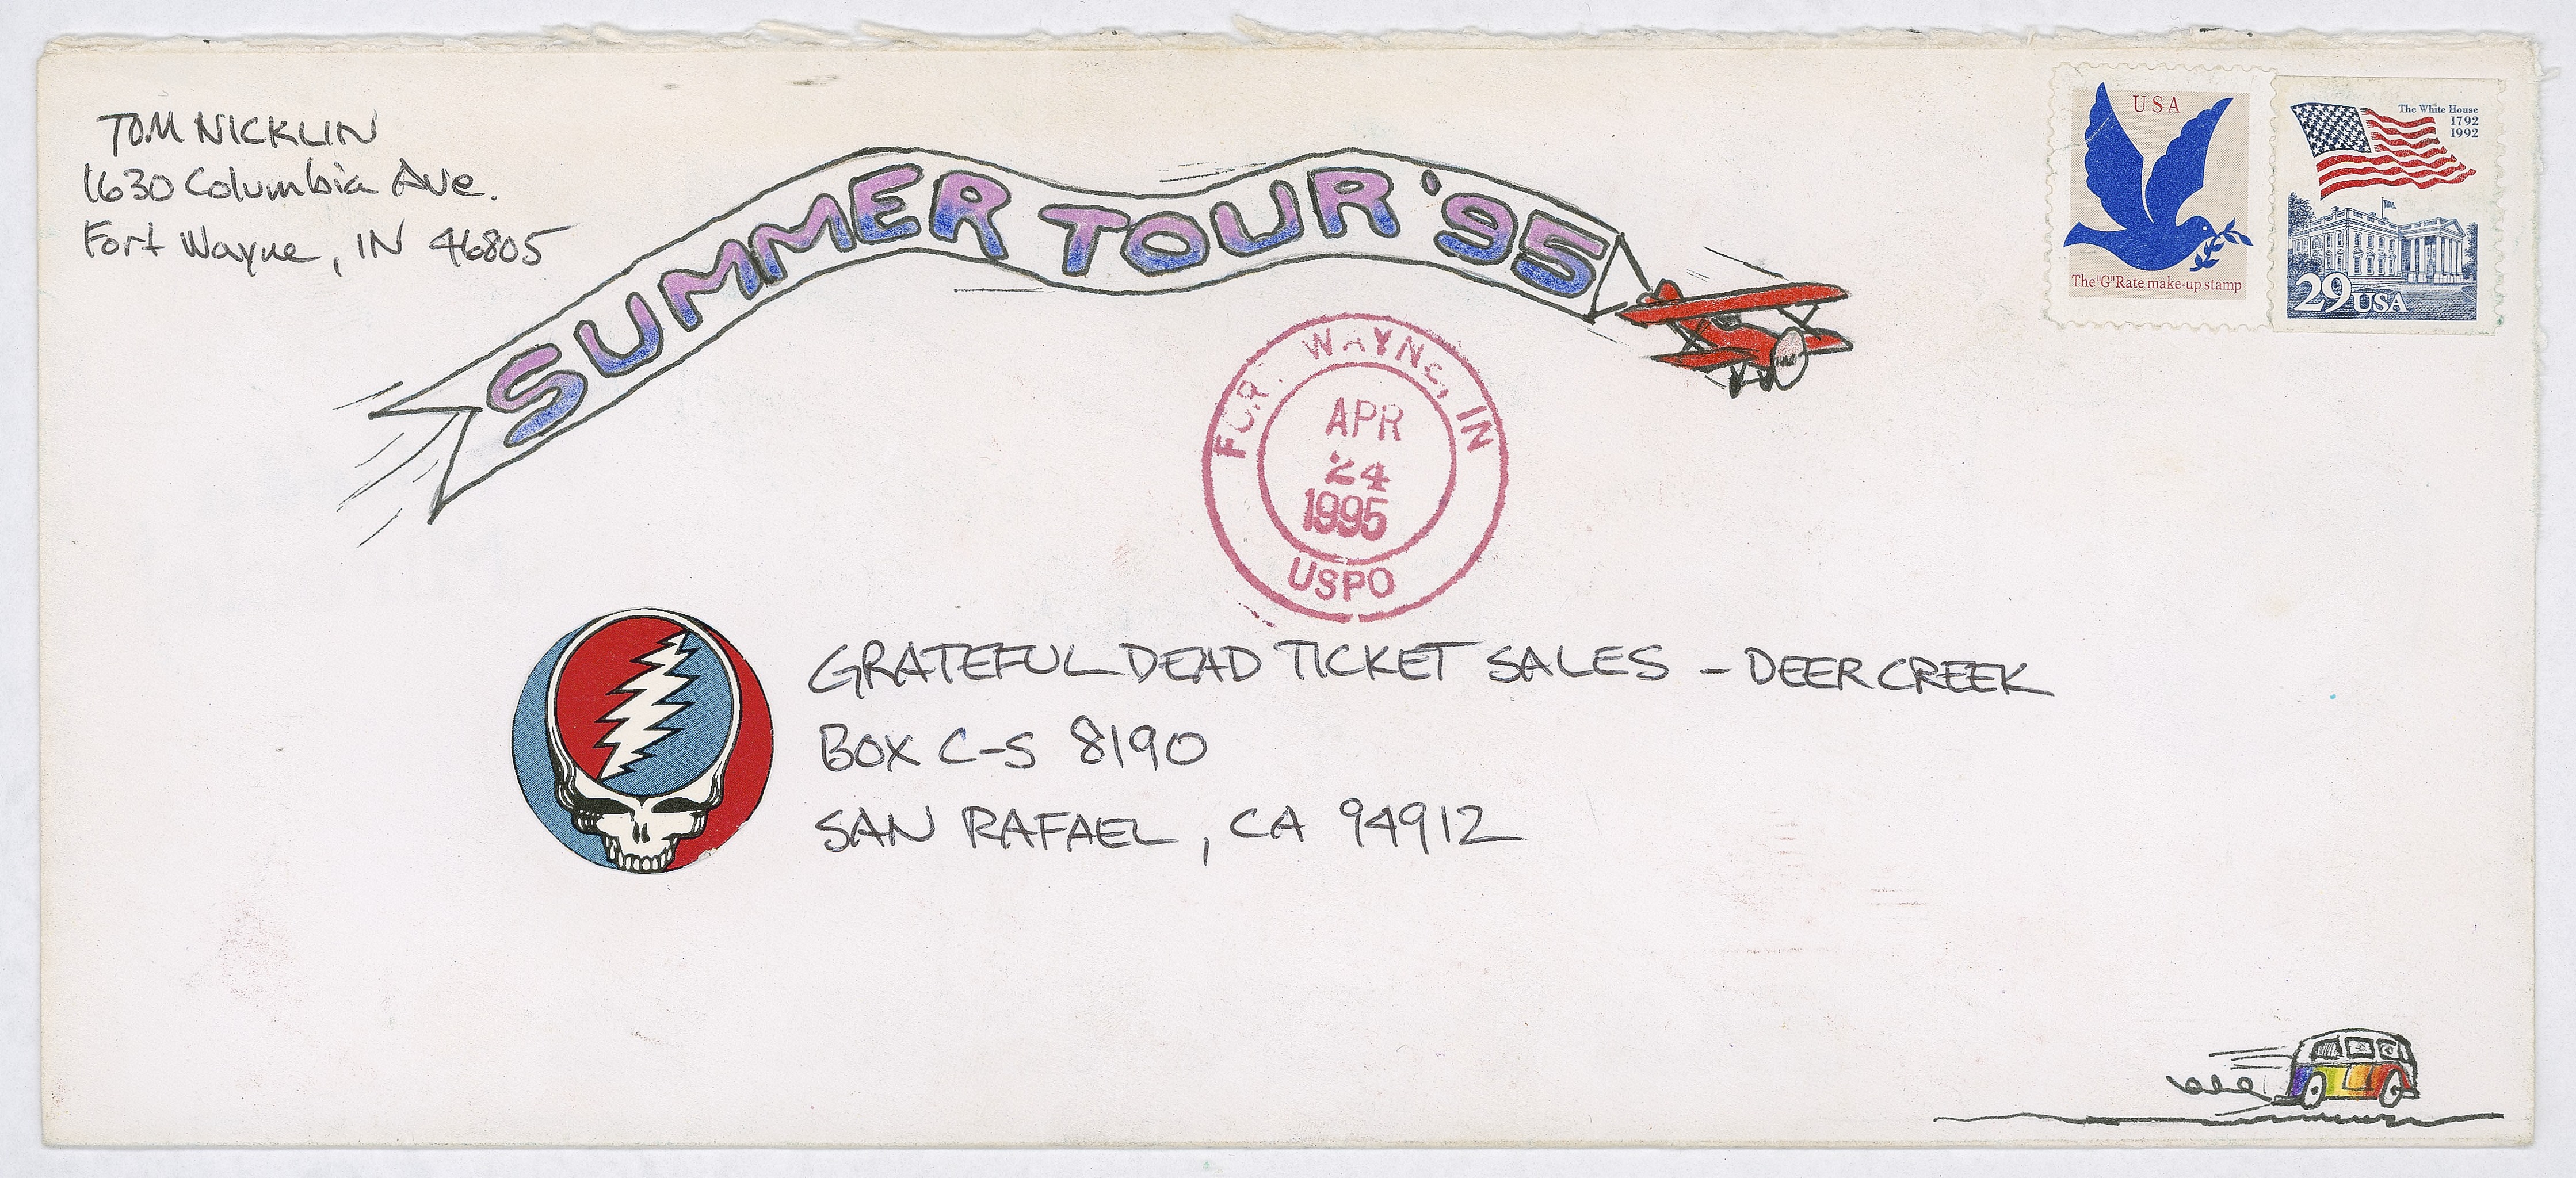 TOM NICKLIN
1630 Columbia Ave.
Fort Wayne, IN 46805
SUMMER TOUR '95
USA
The "G" Rate make-up stamp
The White House
1792
1992
29 USA
FORT WAYNE, IN
APR
24
1995
USPO
GRATEFUL DEAD TICKET SALES - DEER CREEK
BOX C-S 8190
SAN RAFAEL, CA 94912